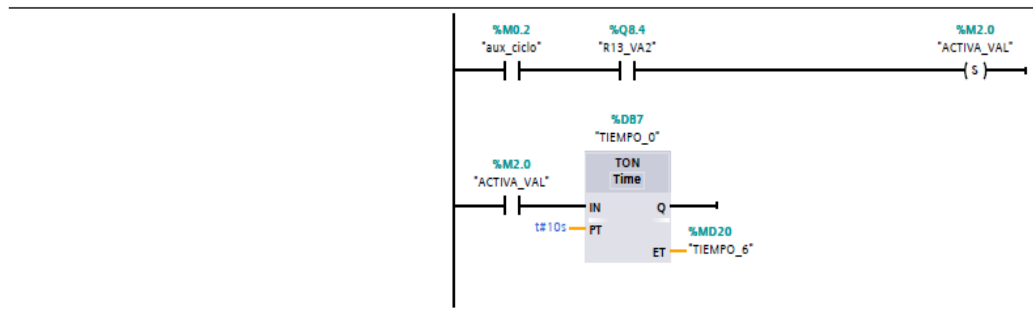 %M0.2 %Q8.4 %M2.0
"aux_ciclo" "R13_VA2" "ACTIVA_VAL"
S
%DB7
"TIEMPO_0"
%M2.0 TON
"ACTIVA_VAL" Time
IN Q
t#10s PT %MD20
ET "TIEMPO_6"